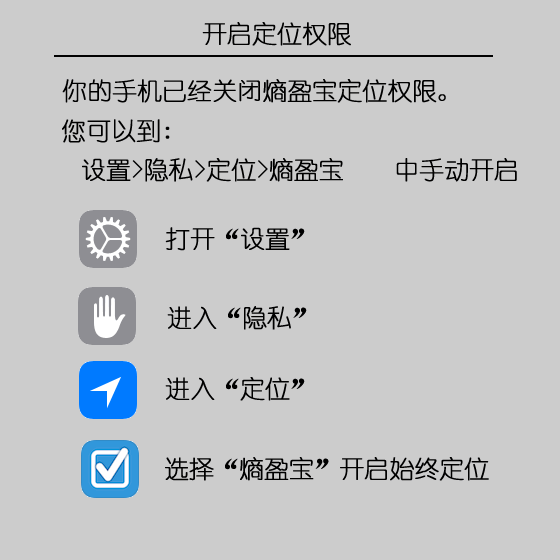 开启定位权限
你的手机已经关闭熵盈宝定位权限。
您可以到：
设置>隐私>定位>熵盈宝 中手动开启
打开“设置”
进入“隐私”
进入“定位”
选择“熵盈宝”开启始终定位